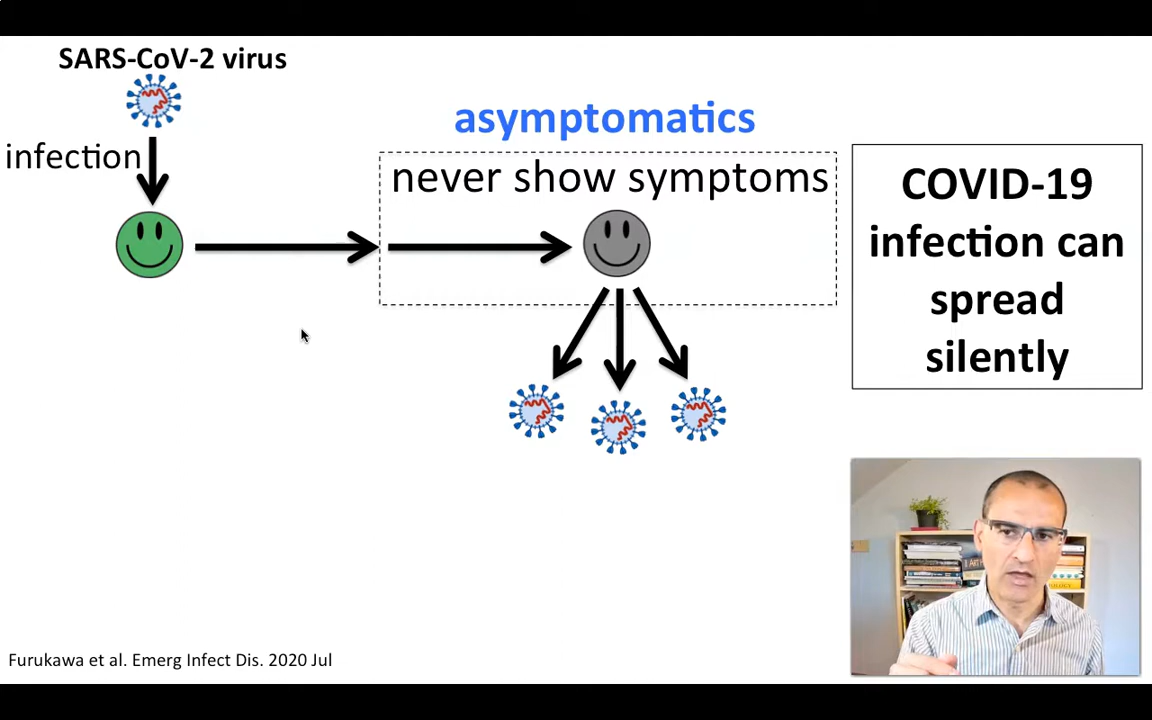 SARS-CoV-2 virus
infection
asymptomatics
never show symptoms
COVID-19
infection can
spread
silently
Furukawa et al. Emerg Infect Dis. 2020 Jul